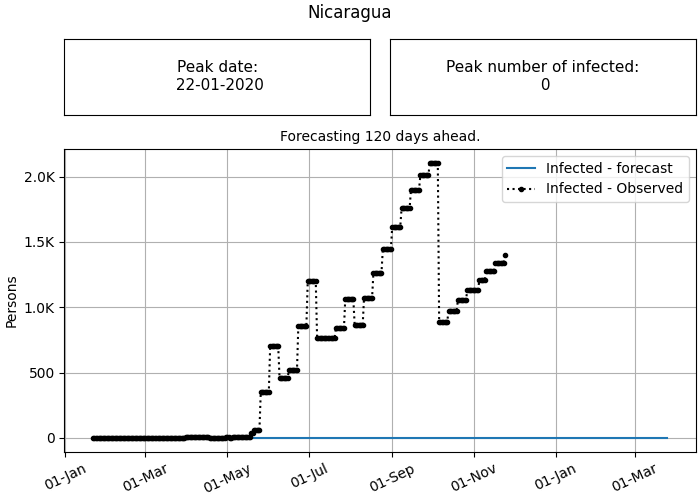 Nicaragua
Peak date:
22-01-2020
Peak number of infected:
0
Forecasting 120 days ahead.
Infected - forecast
Infected - Observed
2.0K
1.5K
1.0K
500
0
Persons
01-Jan
01-Mar
01-May
01-Jul
01-Sep
01-Nov
01-Jan
01-Mar